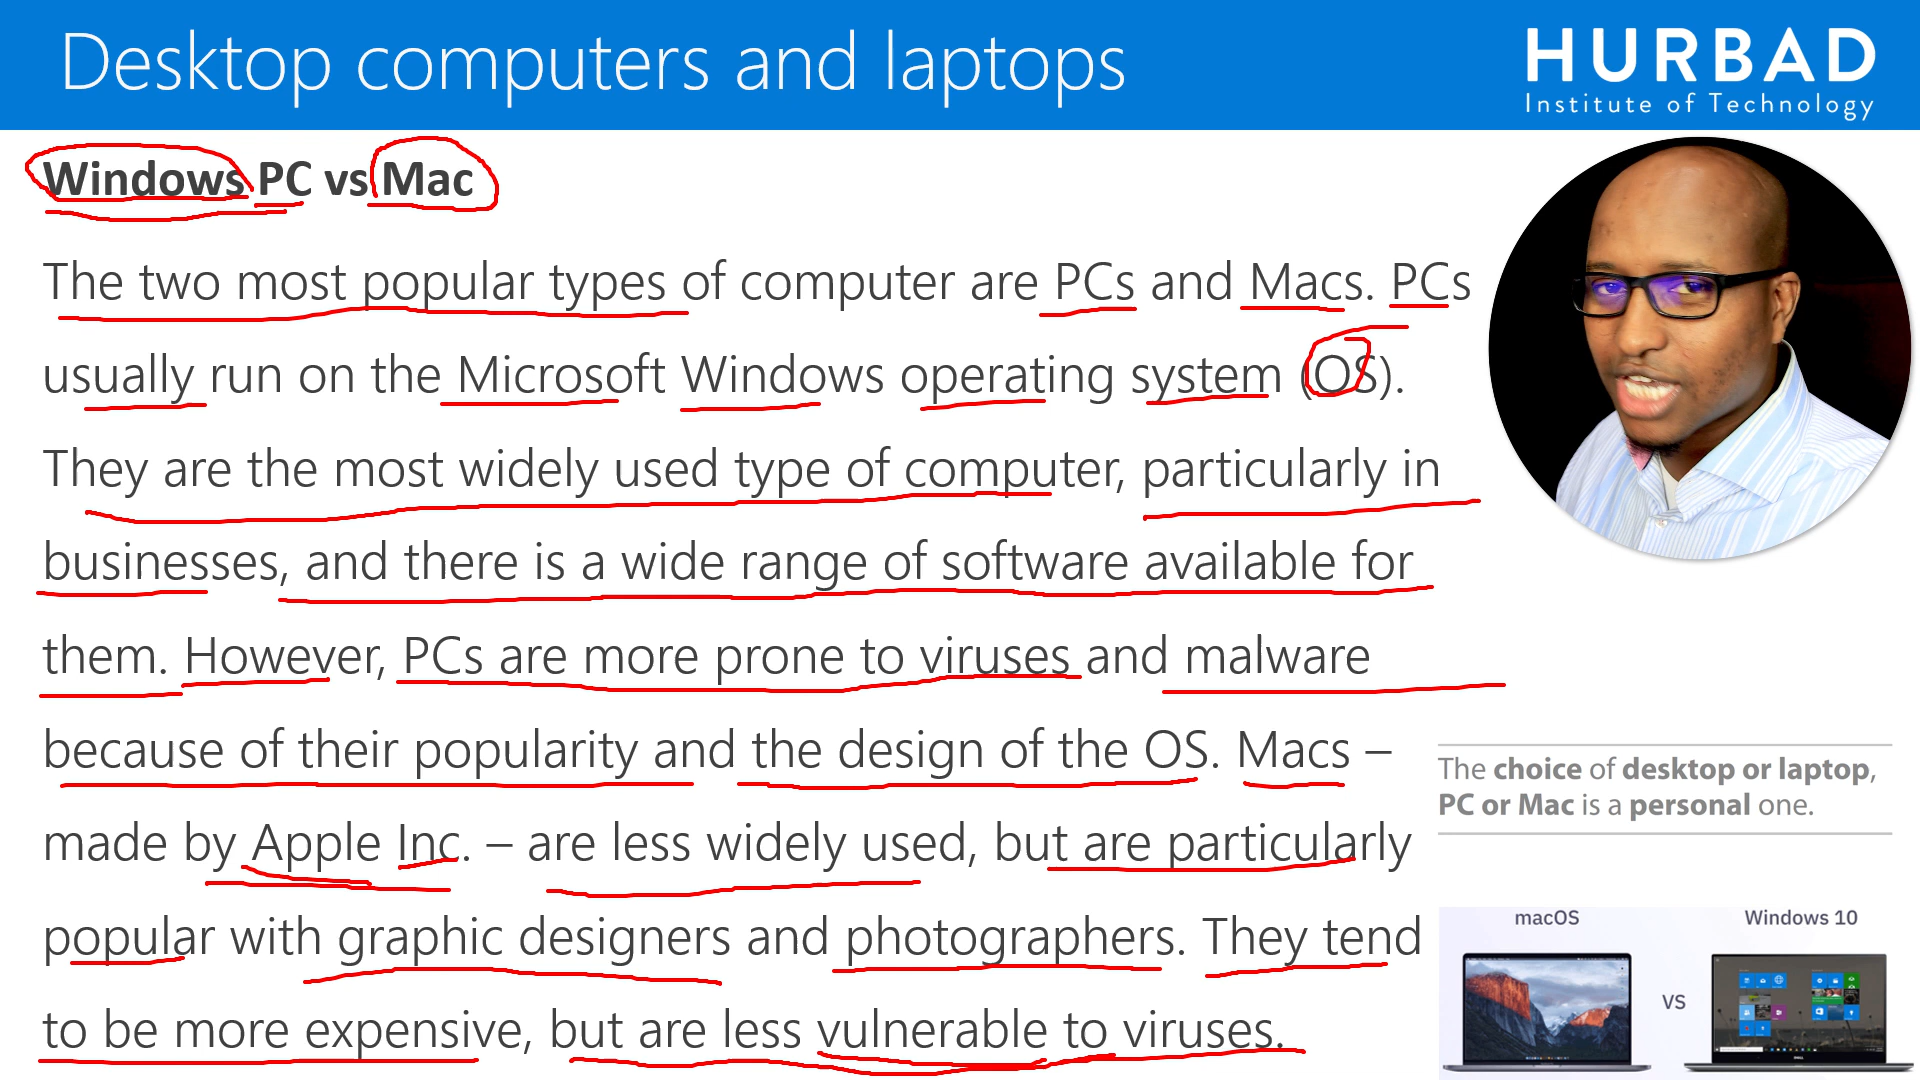 Desktop computers and laptops
HURBAD
Institute of Technology
Windows PC vs Mac
The two most popular types of computer are PCs and Macs. PCs
usually run on the Microsoft Windows operating system (OS).
They are the most widely used type of computer, particularly in
businesses, and there is a wide range of software available for
them. However, PCs are more prone to viruses and malware
because of their popularity and the design of the OS. Macs –
made by Apple Inc. – are less widely used, but are particularly
popular with graphic designers and photographers. They tend
to be more expensive, but are less vulnerable to viruses.
The choice of desktop or laptop,
PC or Mac is a personal one.
macOS
Windows 10
VS